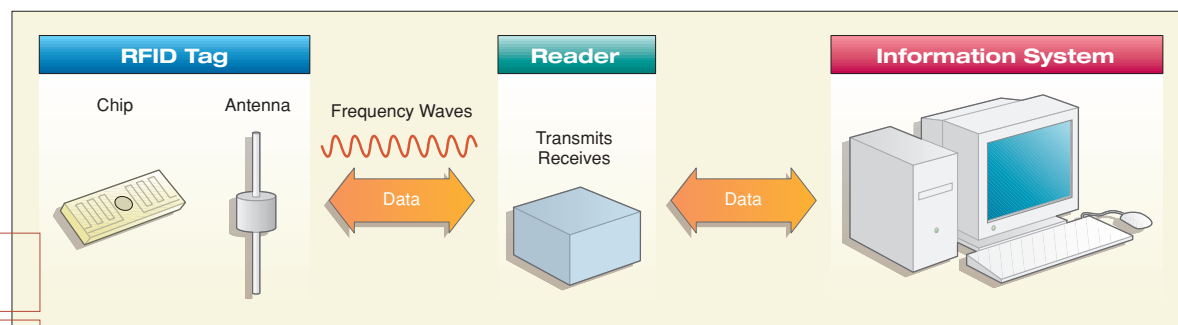 RFID Tag
Chip
Antenna
Frequency Waves
Data
Reader
Transmits
Receives
Data
Information System